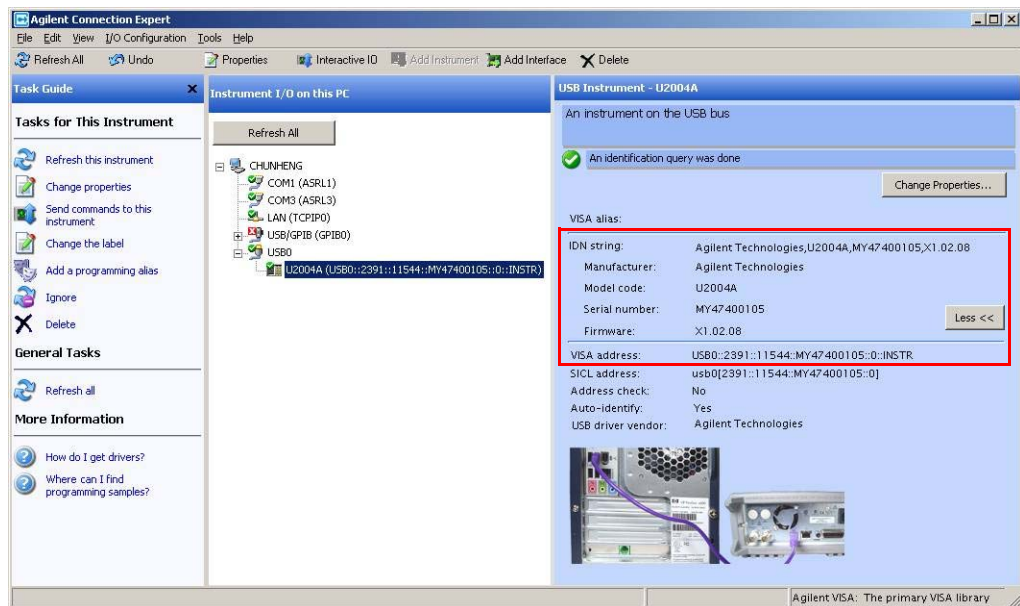 Agilent Connection Expert
File Edit View I/O Configuration Tools Help
Refresh All Undo Properties Interactive IO Add Instrument Add Interface Delete
Task Guide
Tasks for This Instrument
Refresh this instrument
Change properties
Send commands to this
instrument
Change the label
Add a programming alias
Ignore
Delete
General Tasks
Refresh all
More Information
How do I get drivers?
Where can I find
programming samples?
Instrument I/O on this PC
Refresh All
CHUNHENG
COM1 (ASRL1)
COM3 (ASRL3)
LAN (TCPIP0)
USB/GPIB (GPIB0)
USB0
U2004A (USB0::2391::11544::MY47400105::0::INSTR)
USB Instrument - U2004A
An instrument on the USB bus
An identification query was done
Change Properties...
VISA alias:
IDN string: Agilent Technologies,U2004A,MY47400105,X1.02.08
Manufacturer: Agilent Technologies
Model code: U2004A
Serial number: MY47400105
Less <<
Firmware: X1.02.08
VISA address: USB0::2391::11544::MY47400105::0::INSTR
SICL address: usb0[2391::11544::MY47400105::0]
Address check: No
Auto-identify: Yes
USB driver vendor: Agilent Technologies
Agilent VISA: The primary VISA library